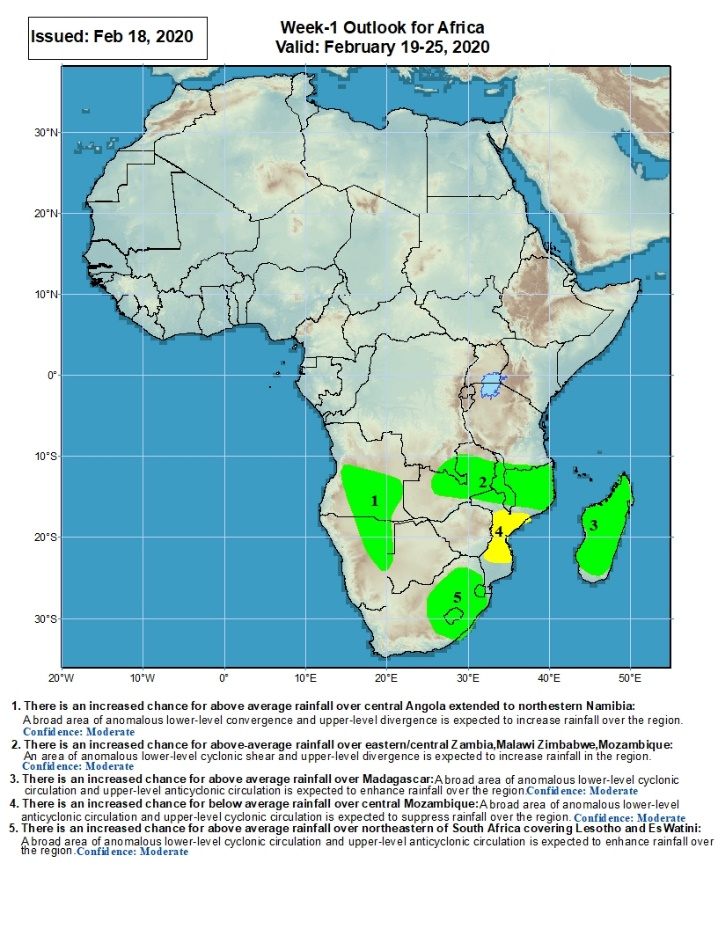 Issued: Feb 18, 2020
Week-1 Outlook for Africa
Valid: February 19-25, 2020
30°N
20°N
10°N
0°
10°S
20°S
30°S
1
2
3
4
5
20°W
10°W
0°
10°E
20°E
30°E
40°E
50°E
1. There is an increased chance for above average rainfall over central Angola extended to northestern Namibia:
A broad area of anomalous lower-level convergence and upper-level divergence is expected to increase rainfall over the region.
Confidence: Moderate
2. There is an increased chance for above-average rainfall over eastern/central Zambia,Malawi Zimbabwe,Mozambique:
An area of anomalous lower-level cyclonic shear and upper-level divergence is expected to increase rainfall in the region.
Confidence: Moderate
3. There is an increased chance for above average rainfall over Madagascar:A broad area of anomalous lower-level cyclonic
circulation and upper-level anticyclonic circulation is expected to enhance rainfall over the region.Confidence: Moderate
4. There is an increased chance for below average rainfall over central Mozambique:A broad area of anomalous lower-level
anticyclonic circulation and upper-level cyclonic circulation is expected to suppress rainfall over the region. Confidence: Moderate
5. There is an increased chance for above average rainfall over northeastern of South Africa covering Lesotho and EsWatini:
A broad area of anomalous lower-level cyclonic circulation and upper-level anticyclonic circulation is expected to enhance rainfall over
the region.Confidence: Moderate